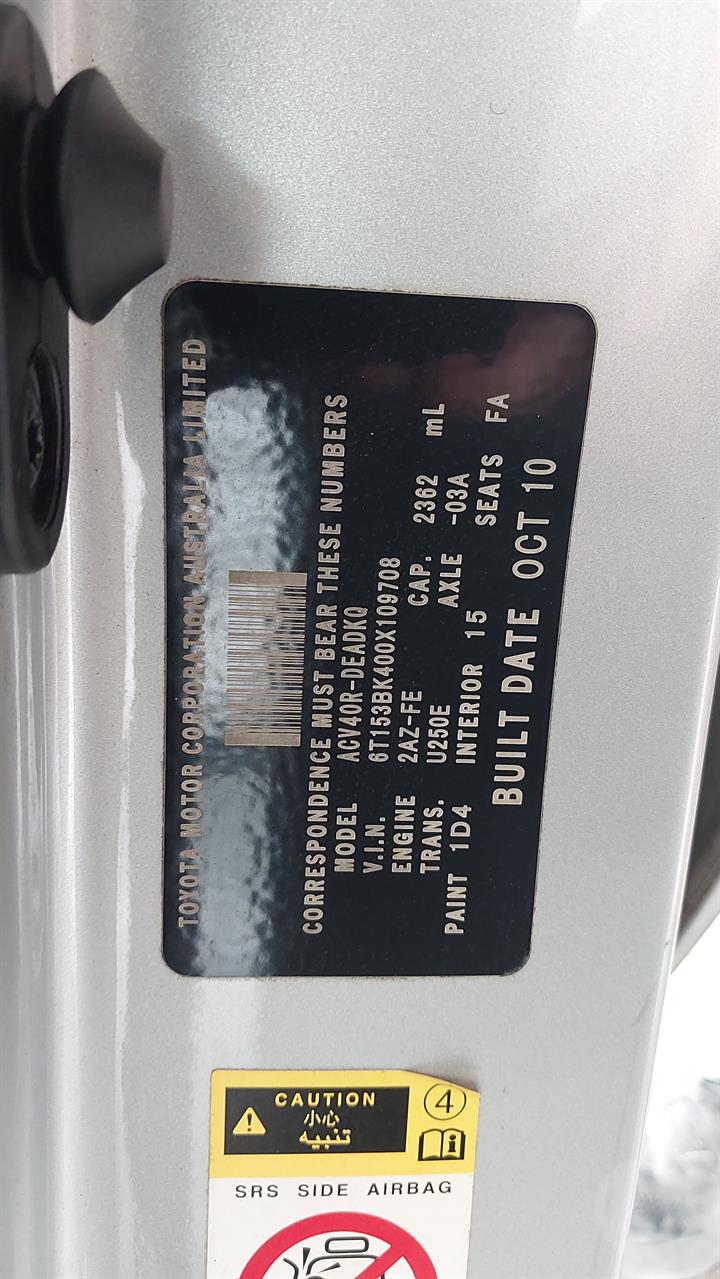 TOYOTA MOTOR CORPORATION AUSTRALIA LIMITED
CORRESPONDENCE MUST BEAR THESE NUMBERS
MODEL ACV40R-DEADKQ
V.I.N. 6T153BK400X109708
ENGINE 2AZ-FE CAP. 2362 mL
TRANS. U250E AXLE -03A
PAINT 1D4 INTERIOR 15 SEATS FA
BUILT DATE OCT 10
CAUTION
小心
تنبيه
4
SRS SIDE AIRBAG